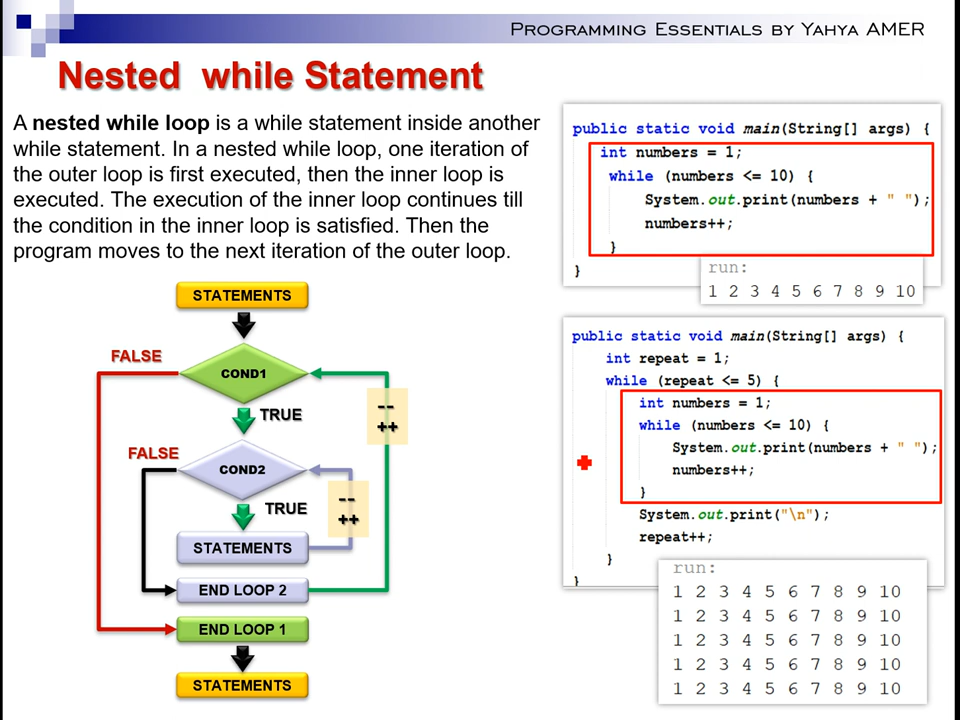 PROGRAMMING ESSENTIALS BY YAHYA AMER
Nested while Statement
A nested while loop is a while statement inside another
while statement. In a nested while loop, one iteration of
the outer loop is first executed, then the inner loop is
executed. The execution of the inner loop continues till
the condition in the inner loop is satisfied. Then the
program moves to the next iteration of the outer loop.
STATEMENTS
FALSE
COND1
TRUE
--
++
FALSE
COND2
TRUE
--
++
STATEMENTS
END LOOP 2
END LOOP 1
STATEMENTS
public static void main(String[] args) {
int numbers = 1;
while (numbers <= 10) {
System.out.print(numbers + " ");
numbers++;
}
}
run:
1 2 3 4 5 6 7 8 9 10
public static void main(String[] args) {
int repeat = 1;
while (repeat <= 5) {
int numbers = 1;
while (numbers <= 10) {
System.out.print(numbers + " ");
numbers++;
}
System.out.print("\n");
repeat++;
}
}
run:
1 2 3 4 5 6 7 8 9 10
1 2 3 4 5 6 7 8 9 10
1 2 3 4 5 6 7 8 9 10
1 2 3 4 5 6 7 8 9 10
1 2 3 4 5 6 7 8 9 10